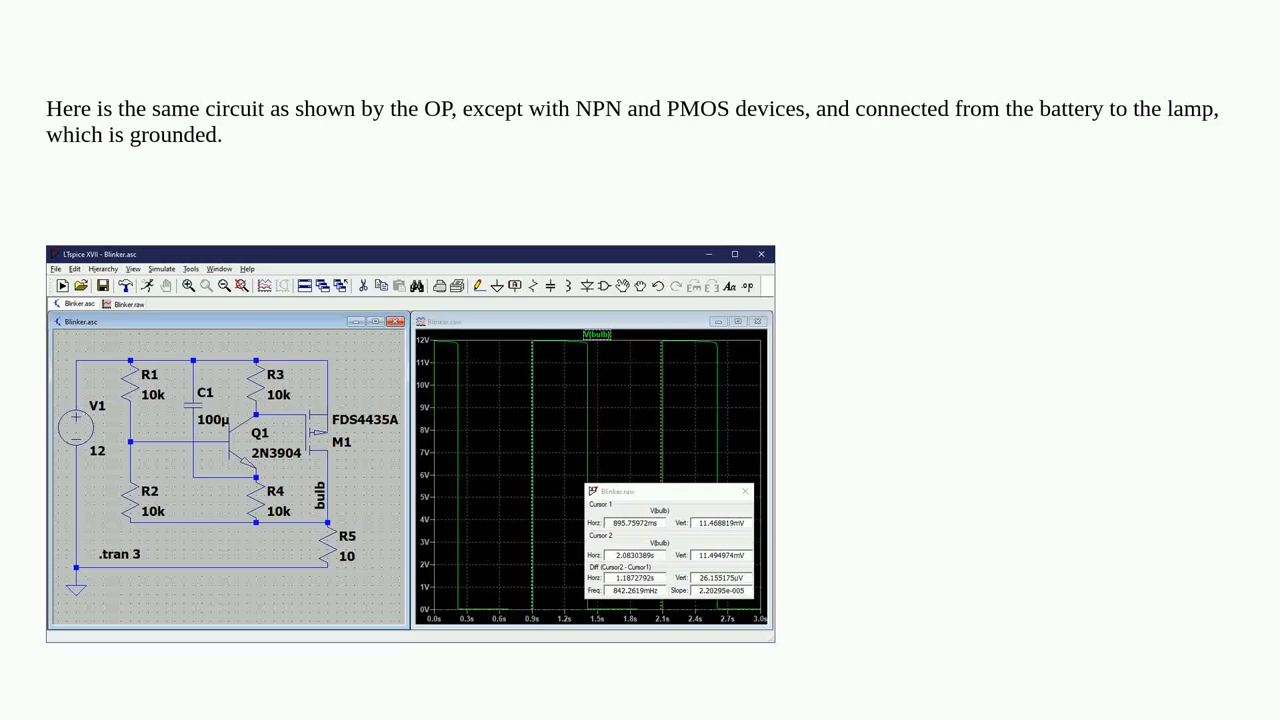 Here is the same circuit as shown by the OP, except with NPN and PMOS devices, and connected from the battery to the lamp,
which is grounded.
LTspice XVII - Blinker.asc
File Edit Hierarchy View Simulate Tools Window Help
Blinker.asc Blinker.raw
Blinker.asc
R1
10k
C1
100µ
R3
10k
V1
12
Q1
2N3904
FDS4435A
M1
R2
10k
R4
10k
bulb
R5
10
.tran 3
Blinker.raw
V(bulb)
12V
11V
10V
9V
8V
7V
6V
5V
4V
3V
2V
1V
0V
0.0s 0.3s 0.6s 0.9s 1.2s 1.5s 1.8s 2.1s 2.4s 2.7s 3.0s
Blinker.raw
Cursor 1
V(bulb)
Horz: 895.75972ms Vert: 11.468819mV
Cursor 2
V(bulb)
Horz: 2.0830389s Vert: 11.494974mV
Diff (Cursor2 - Cursor1)
Horz: 1.1872792s Vert: 26.155175µV
Freq: 842.2619mHz Slope: 2.20295e-005